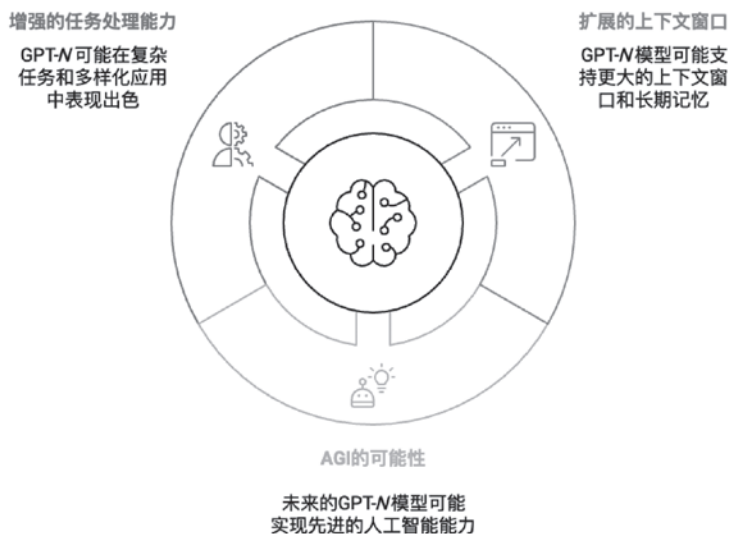 增强的任务处理能力
GPT-N 可能在复杂
任务和多样化应用
中表现出色
扩展的上下文窗口
GPT-N 模型可能支
持更大的上下文窗
口和长期记忆
AGI的可能性
未来的GPT-N模型可能
实现先进的人工智能能力